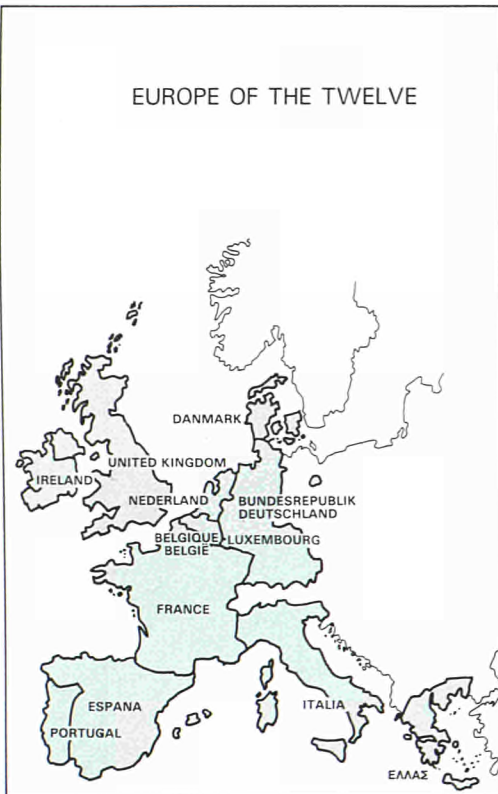 EUROPE OF THE TWELVE
DANMARK
UNITED KINGDOM
IRELAND
NEDERLAND
BUNDESREPUBLIK
DEUTSCHLAND
BELGIQUE
BELGIË
LUXEMBOURG
FRANCE
ESPANA
PORTUGAL
ITALIA
ΕΛΛΑΣ